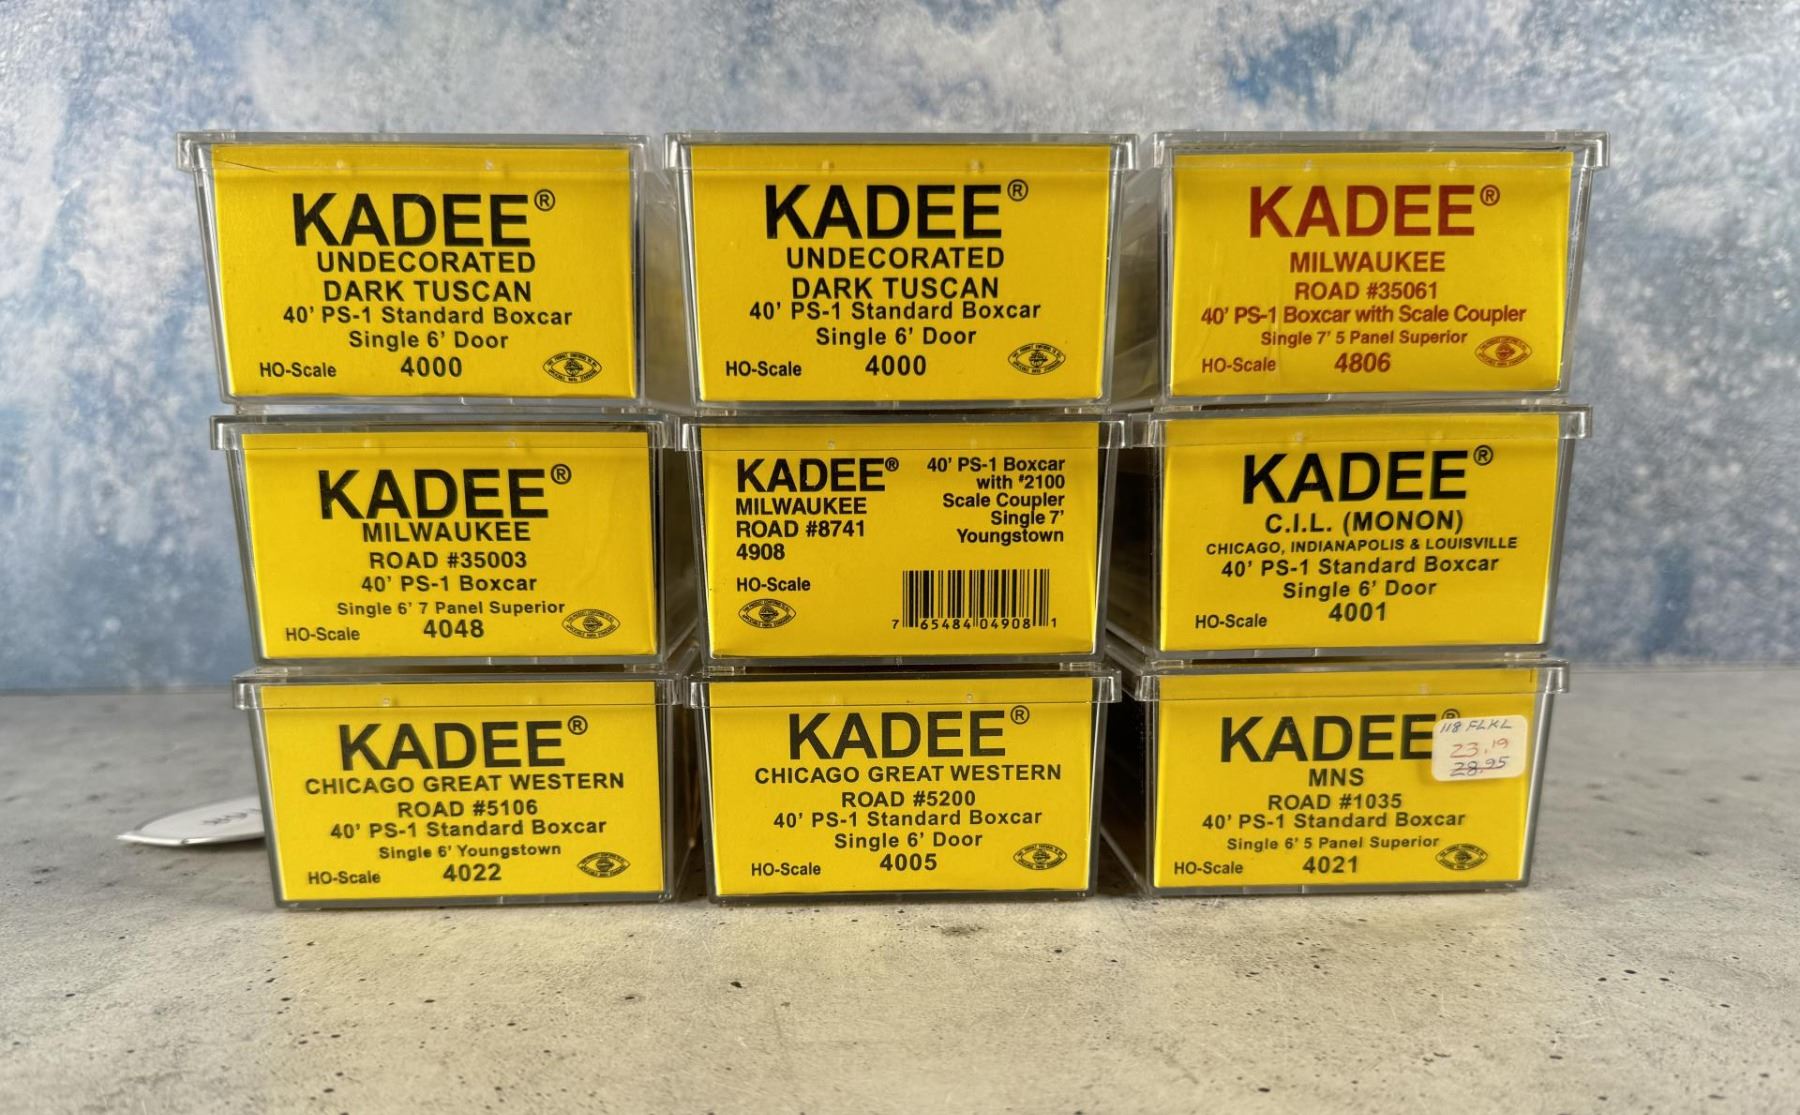 KADEE®
UNDECORATED
DARK TUSCAN
40' PS-1 Standard Boxcar
Single 6' Door
HO-Scale 4000
KADEE®
UNDECORATED
DARK TUSCAN
40' PS-1 Standard Boxcar
Single 6' Door
HO-Scale 4000
KADEE®
MILWAUKEE
ROAD #35061
40' PS-1 Boxcar with Scale Coupler
Single 7' 5 Panel Superior
HO-Scale 4806
KADEE®
MILWAUKEE
ROAD #35003
40' PS-1 Boxcar
Single 6' 7 Panel Superior
HO-Scale 4048
KADEE®
MILWAUKEE
ROAD #8741
4908
HO-Scale
40' PS-1 Boxcar
with #2100
Scale Coupler
Single 7'
Youngstown
7 65484 04908 1
KADEE®
C.I.L. (MONON)
CHICAGO, INDIANAPOLIS & LOUISVILLE
40' PS-1 Standard Boxcar
Single 6' Door
HO-Scale 4001
KADEE®
CHICAGO GREAT WESTERN
ROAD #5106
40' PS-1 Standard Boxcar
Single 6' Youngstown
HO-Scale 4022
KADEE®
CHICAGO GREAT WESTERN
ROAD #5200
40' PS-1 Standard Boxcar
Single 6' Door
HO-Scale 4005
KADEE®
118 FLKL
23.19
28.95
MNS
ROAD #1035
40' PS-1 Standard Boxcar
Single 6' 5 Panel Superior
HO-Scale 4021